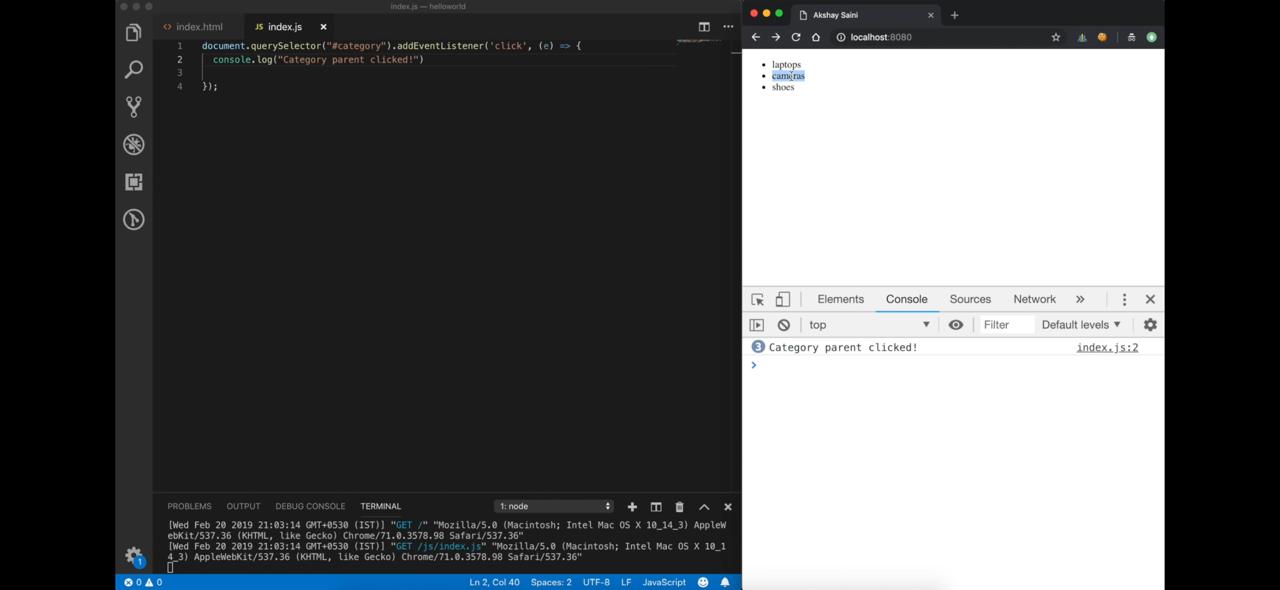 index.js — helloworld
index.html
JS index.js
1 document.querySelector("#category").addEventListener('click', (e) => {
2 console.log("Category parent clicked!")
3
4 });
PROBLEMS OUTPUT DEBUG CONSOLE TERMINAL 1: node
[Wed Feb 20 2019 21:03:14 GMT+0530 (IST)] "GET /" "Mozilla/5.0 (Macintosh; Intel Mac OS X 10_14_3) AppleW
ebKit/537.36 (KHTML, like Gecko) Chrome/71.0.3578.98 Safari/537.36"
[Wed Feb 20 2019 21:03:14 GMT+0530 (IST)] "GET /js/index.js" "Mozilla/5.0 (Macintosh; Intel Mac OS X 10_1
4_3) AppleWebKit/537.36 (KHTML, like Gecko) Chrome/71.0.3578.98 Safari/537.36"
1
0 0 Ln 2, Col 40 Spaces: 2 UTF-8 LF JavaScript
Akshay Saini
localhost:8080
laptops
cameras
shoes
Elements Console Sources Network
top Filter Default levels
3 Category parent clicked! index.js:2